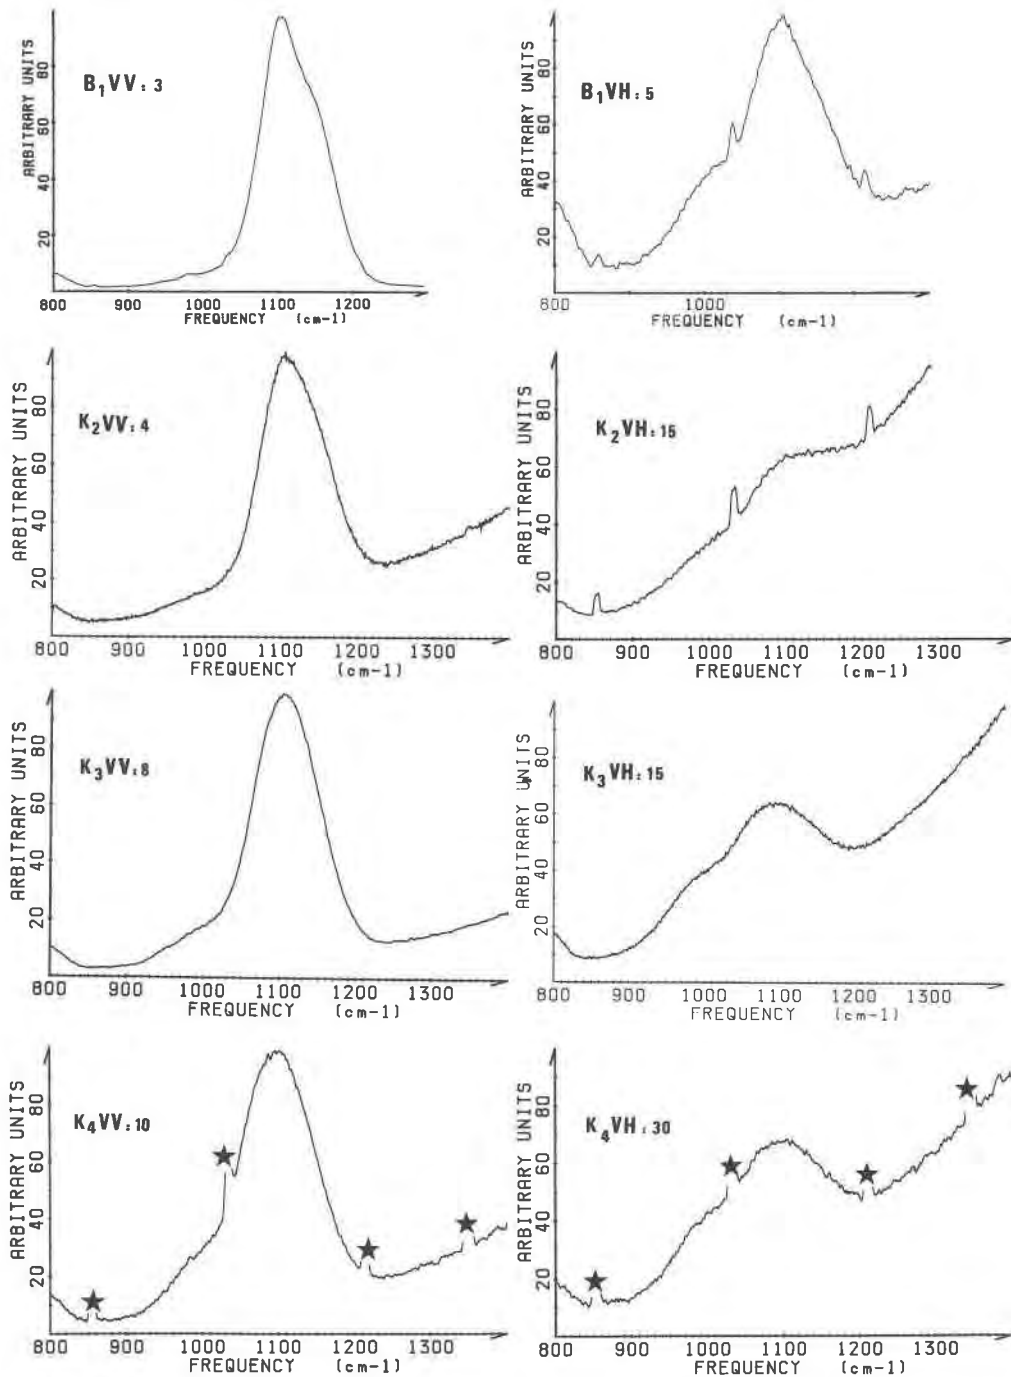 ARBITRARY UNITS
80
60
40
20
B1VV: 3
800 900 1000 1100 1200
FREQUENCY (cm-1)
ARBITRARY UNITS
80
60
40
20
B1VH: 5
800 1000
FREQUENCY (cm-1)
ARBITRARY UNITS
80
60
40
20
K2VV: 4
800 900 1000 1100 1200 1300
FREQUENCY (cm-1)
ARBITRARY UNITS
80
60
40
20
K2VH: 15
800 900 1000 1100 1200 1300
FREQUENCY (cm-1)
ARBITRARY UNITS
80
60
40
20
K3VV: 8
800 900 1000 1100 1200 1300
FREQUENCY (cm-1)
ARBITRARY UNITS
80
60
40
20
K3VH: 15
800 900 1000 1100 1200 1300
FREQUENCY (cm-1)
ARBITRARY UNITS
80
60
40
20
K4VV: 10
800 900 1000 1100 1200 1300
FREQUENCY (cm-1)
ARBITRARY UNITS
80
60
40
20
K4VH: 30
800 900 1000 1100 1200 1300
FREQUENCY (cm-1)